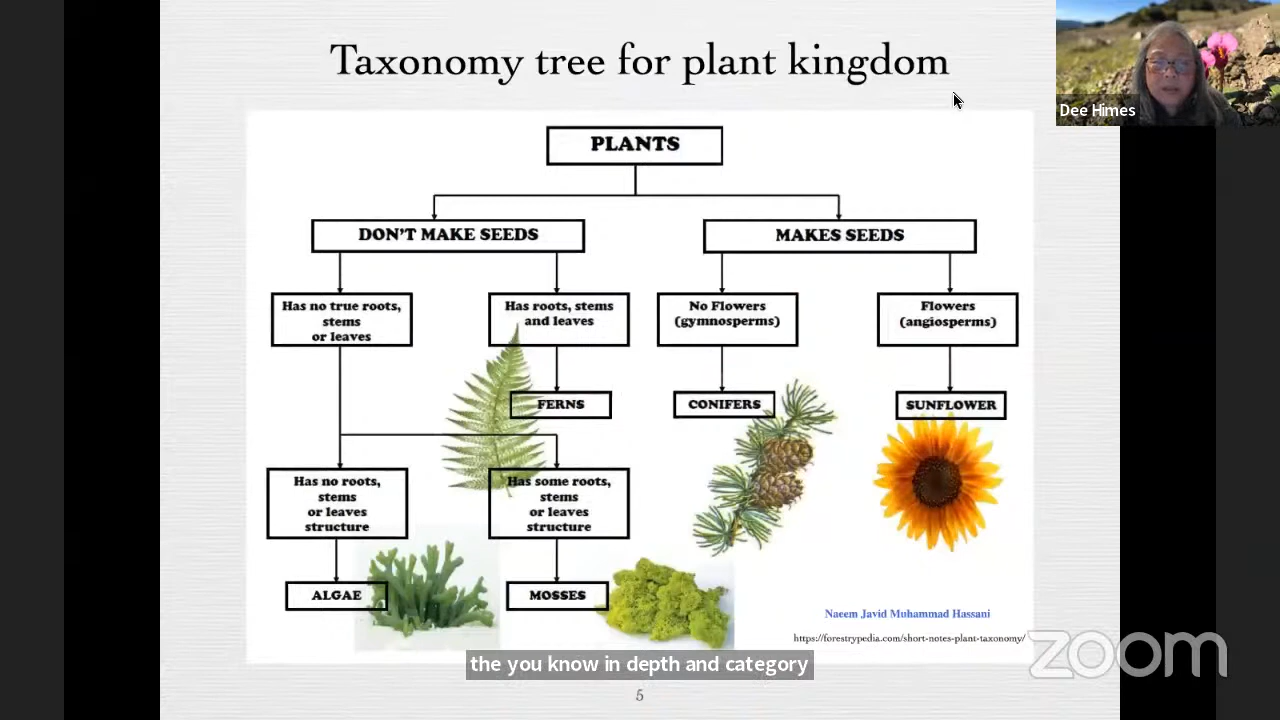 Taxonomy tree for plant kingdom
Dee Himes
PLANTS
DON'T MAKE SEEDS
MAKES SEEDS
Has no true roots,
stems
or leaves
Has roots, stems
and leaves
No Flowers
(gymnosperms)
Flowers
(angiosperms)
FERNS
CONIFERS
SUNFLOWER
Has no roots,
stems
or leaves
structure
Has some roots,
stems
or leaves
structure
ALGAE
MOSSES
Naeem Javid Muhammad Hassani
https://forestrypedia.com/short-notes-plant-taxonomy/
zoom
the you know in depth and category
5